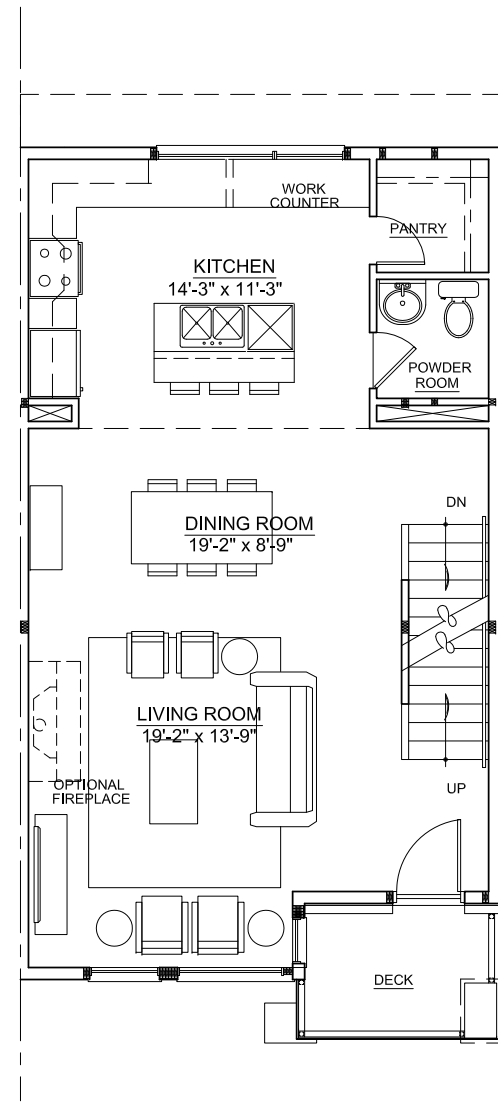 WORK
COUNTER
PANTRY
KITCHEN
14'-3" x 11'-3"
POWDER
ROOM
DN
DINING ROOM
19'-2" x 8'-9"
LIVING ROOM
19'-2" x 13'-9"
OPTIONAL
FIREPLACE
UP
DECK